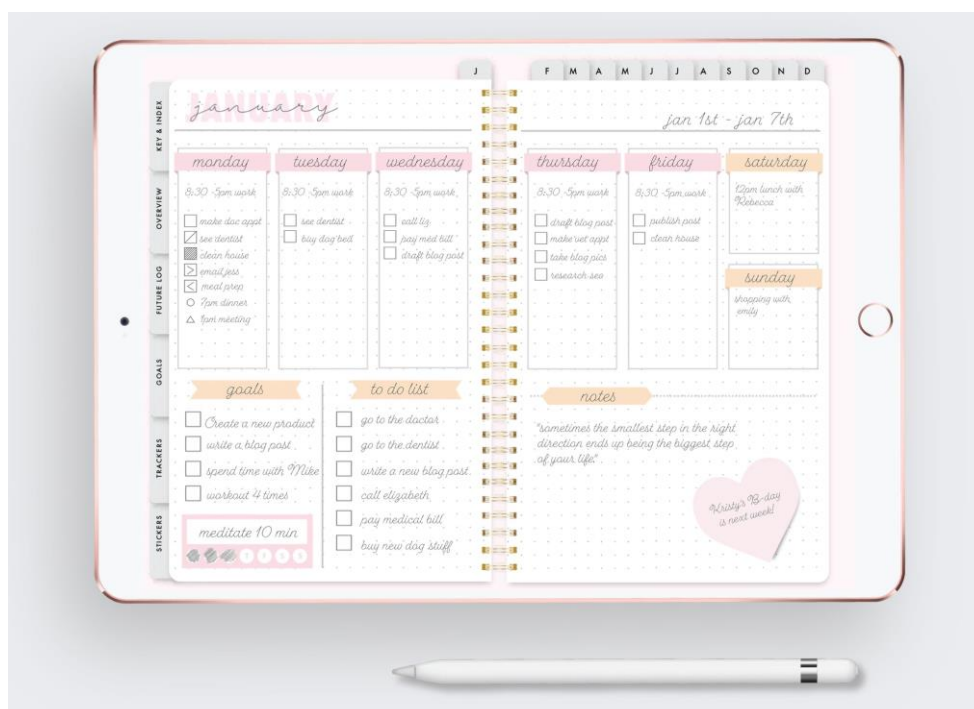 J F M A M J J A S O N D
KEY & INDEX
OVERVIEW
FUTURE LOG
GOALS
TRACKERS
STICKERS
JANUARY
january
jan 1st - jan 7th
monday
8:30 -5pm work
make doc appt
see dentist
clean house
email jess
meal prep
7pm dinner
1pm meeting
tuesday
8:30 -5pm work
see dentist
buy dog bed
wednesday
8:30 -5pm work
call liz
pay med bill
draft blog post
thursday
8:30 -5pm work
draft blog post
make vet appt
take blog pics
research seo
friday
8:30 -5pm work
publish post
clean house
saturday
12pm lunch with
Rebecca
sunday
shopping with
emily
goals
Create a new product
write a blog post
spend time with Mike
workout 4 times
meditate 10 min
to do list
go to the doctor
go to the dentist
write a new blog post
call elizabeth
pay medical bill
buy new dog stuff
notes
"sometimes the smallest step in the right
direction ends up being the biggest step
of your life."
Kristy's B-day
is next week!